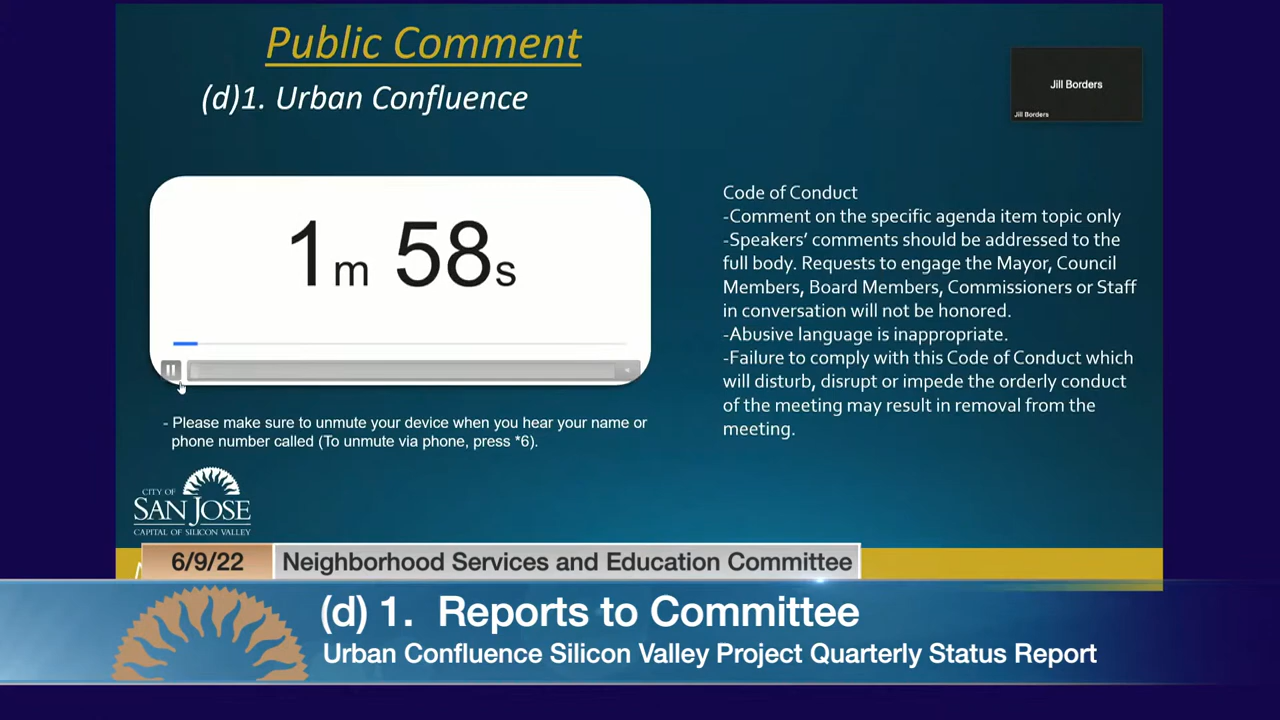 Public Comment
(d)1. Urban Confluence
Jill Borders
Jill Borders
1m 58s
- Please make sure to unmute your device when you hear your name or
phone number called (To unmute via phone, press *6).
Code of Conduct
-Comment on the specific agenda item topic only
-Speakers' comments should be addressed to the
full body. Requests to engage the Mayor, Council
Members, Board Members, Commissioners or Staff
in conversation will not be honored.
-Abusive language is inappropriate.
-Failure to comply with this Code of Conduct which
will disturb, disrupt or impede the orderly conduct
of the meeting may result in removal from the
meeting.
CITY OF
SAN JOSE
CAPITAL OF SILICON VALLEY
6/9/22
Neighborhood Services and Education Committee
(d) 1. Reports to Committee
Urban Confluence Silicon Valley Project Quarterly Status Report